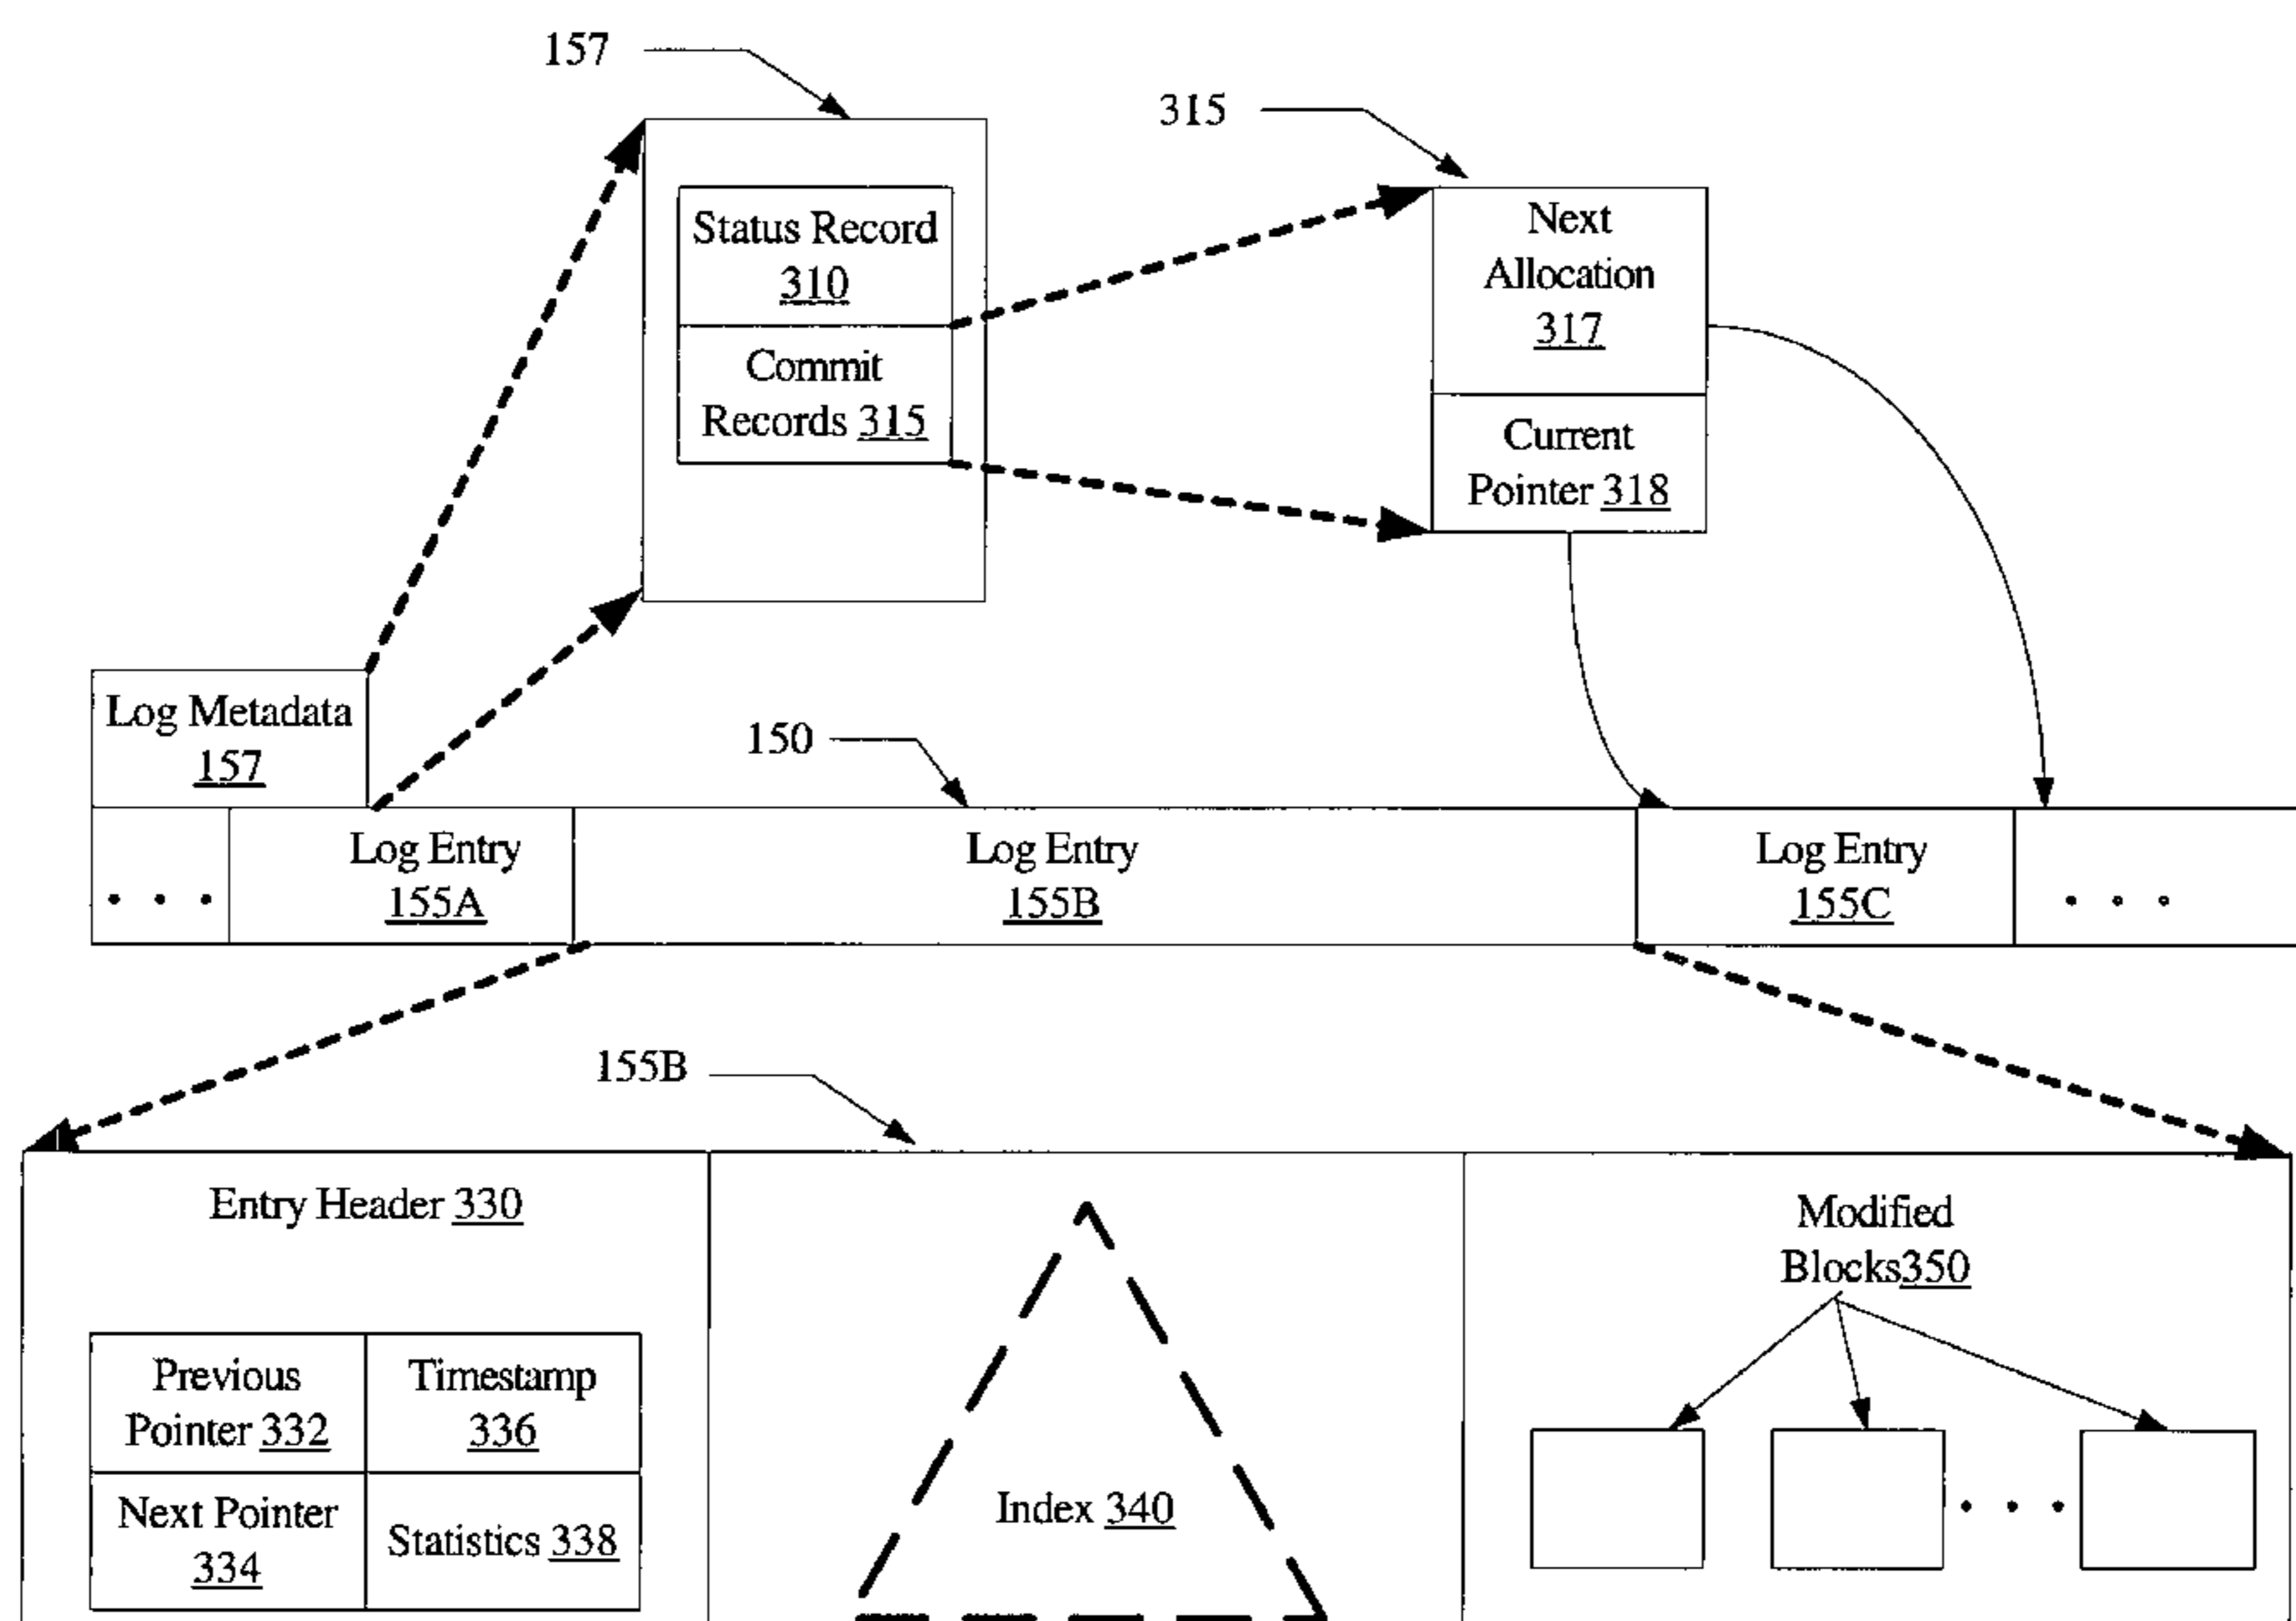 157
315
Status Record
310
Commit
Records 315
Next
Allocation
317
Current
Pointer 318
Log Metadata
157
150
. . .
Log Entry
155A
Log Entry
155B
Log Entry
155C
. . .
155B
Entry Header 330
Previous
Pointer 332
Timestamp
336
Next Pointer
334
Statistics 338
Index 340
Modified
Blocks350
. . .